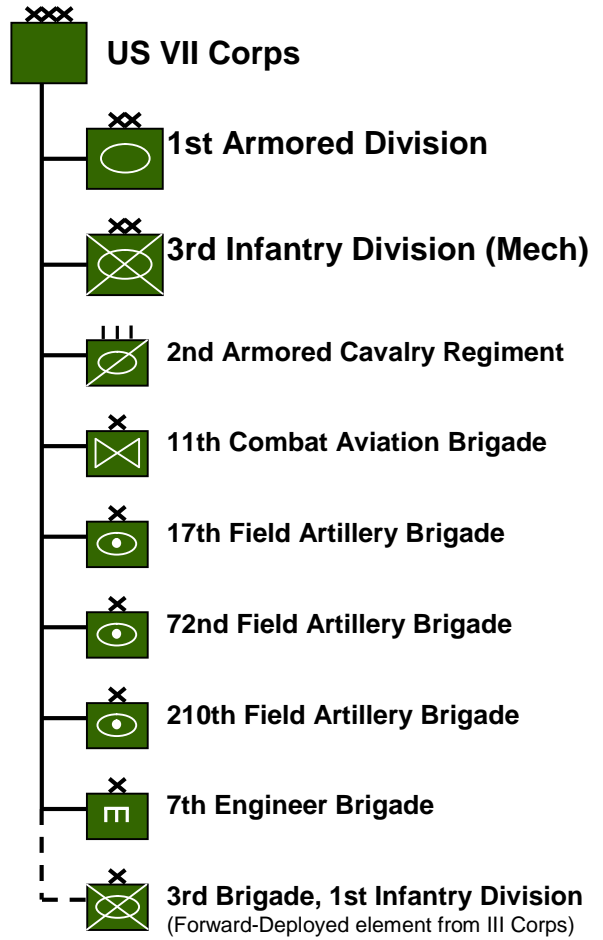 US VII Corps
1st Armored Division
3rd Infantry Division (Mech)
2nd Armored Cavalry Regiment
11th Combat Aviation Brigade
17th Field Artillery Brigade
72nd Field Artillery Brigade
210th Field Artillery Brigade
7th Engineer Brigade
3rd Brigade, 1st Infantry Division
(Forward-Deployed element from III Corps)